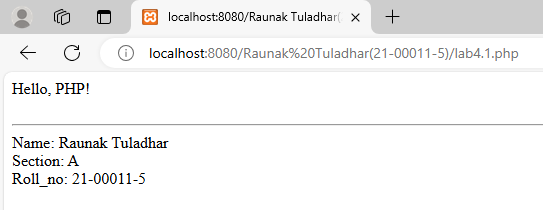 localhost:8080/Raunak Tuladhar(
localhost:8080/Raunak%20Tuladhar(21-00011-5)/lab4.1.php
Hello, PHP!
Name: Raunak Tuladhar
Section: A
Roll_no: 21-00011-5